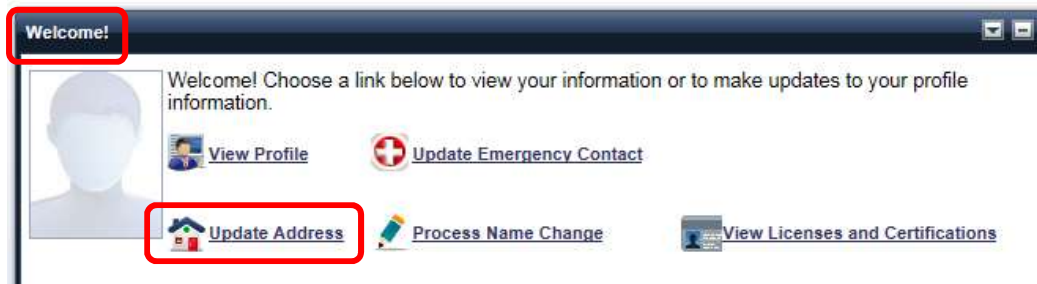 Welcome!
Welcome! Choose a link below to view your information or to make updates to your profile
information.
View Profile
Update Emergency Contact
Update Address
Process Name Change
View Licenses and Certifications